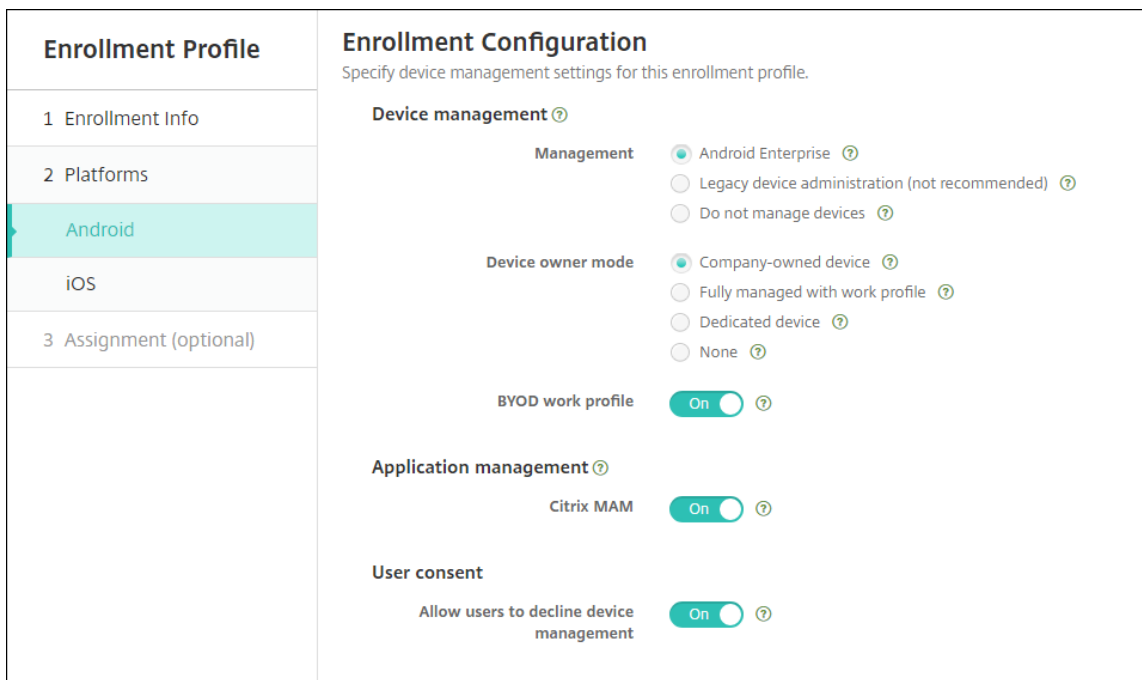 Enrollment Profile
1 Enrollment Info
2 Platforms
Android
iOS
3 Assignment (optional)
Enrollment Configuration
Specify device management settings for this enrollment profile.
Device management ?
Management
Android Enterprise ?
Legacy device administration (not recommended) ?
Do not manage devices ?
Device owner mode
Company-owned device ?
Fully managed with work profile ?
Dedicated device ?
None ?
BYOD work profile On ?
Application management ?
Citrix MAM On ?
User consent
Allow users to decline device
management
On ?